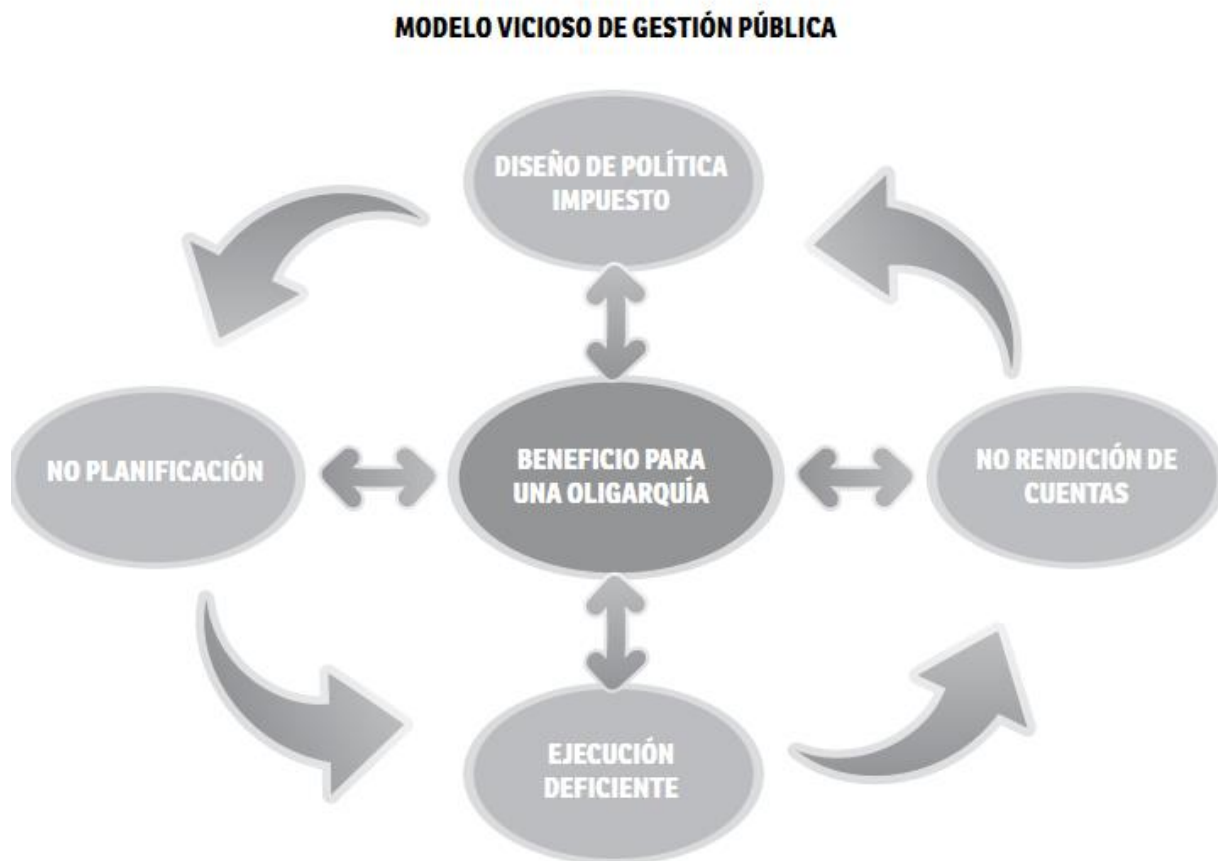 MODELO VICIOSO DE GESTIÓN PÚBLICA
DISEÑO DE POLÍTICA
IMPUESTO
NO PLANIFICACIÓN
BENEFICIO PARA
UNA OLIGARQUÍA
NO RENDICIÓN DE
CUENTAS
EJECUCIÓN
DEFICIENTE